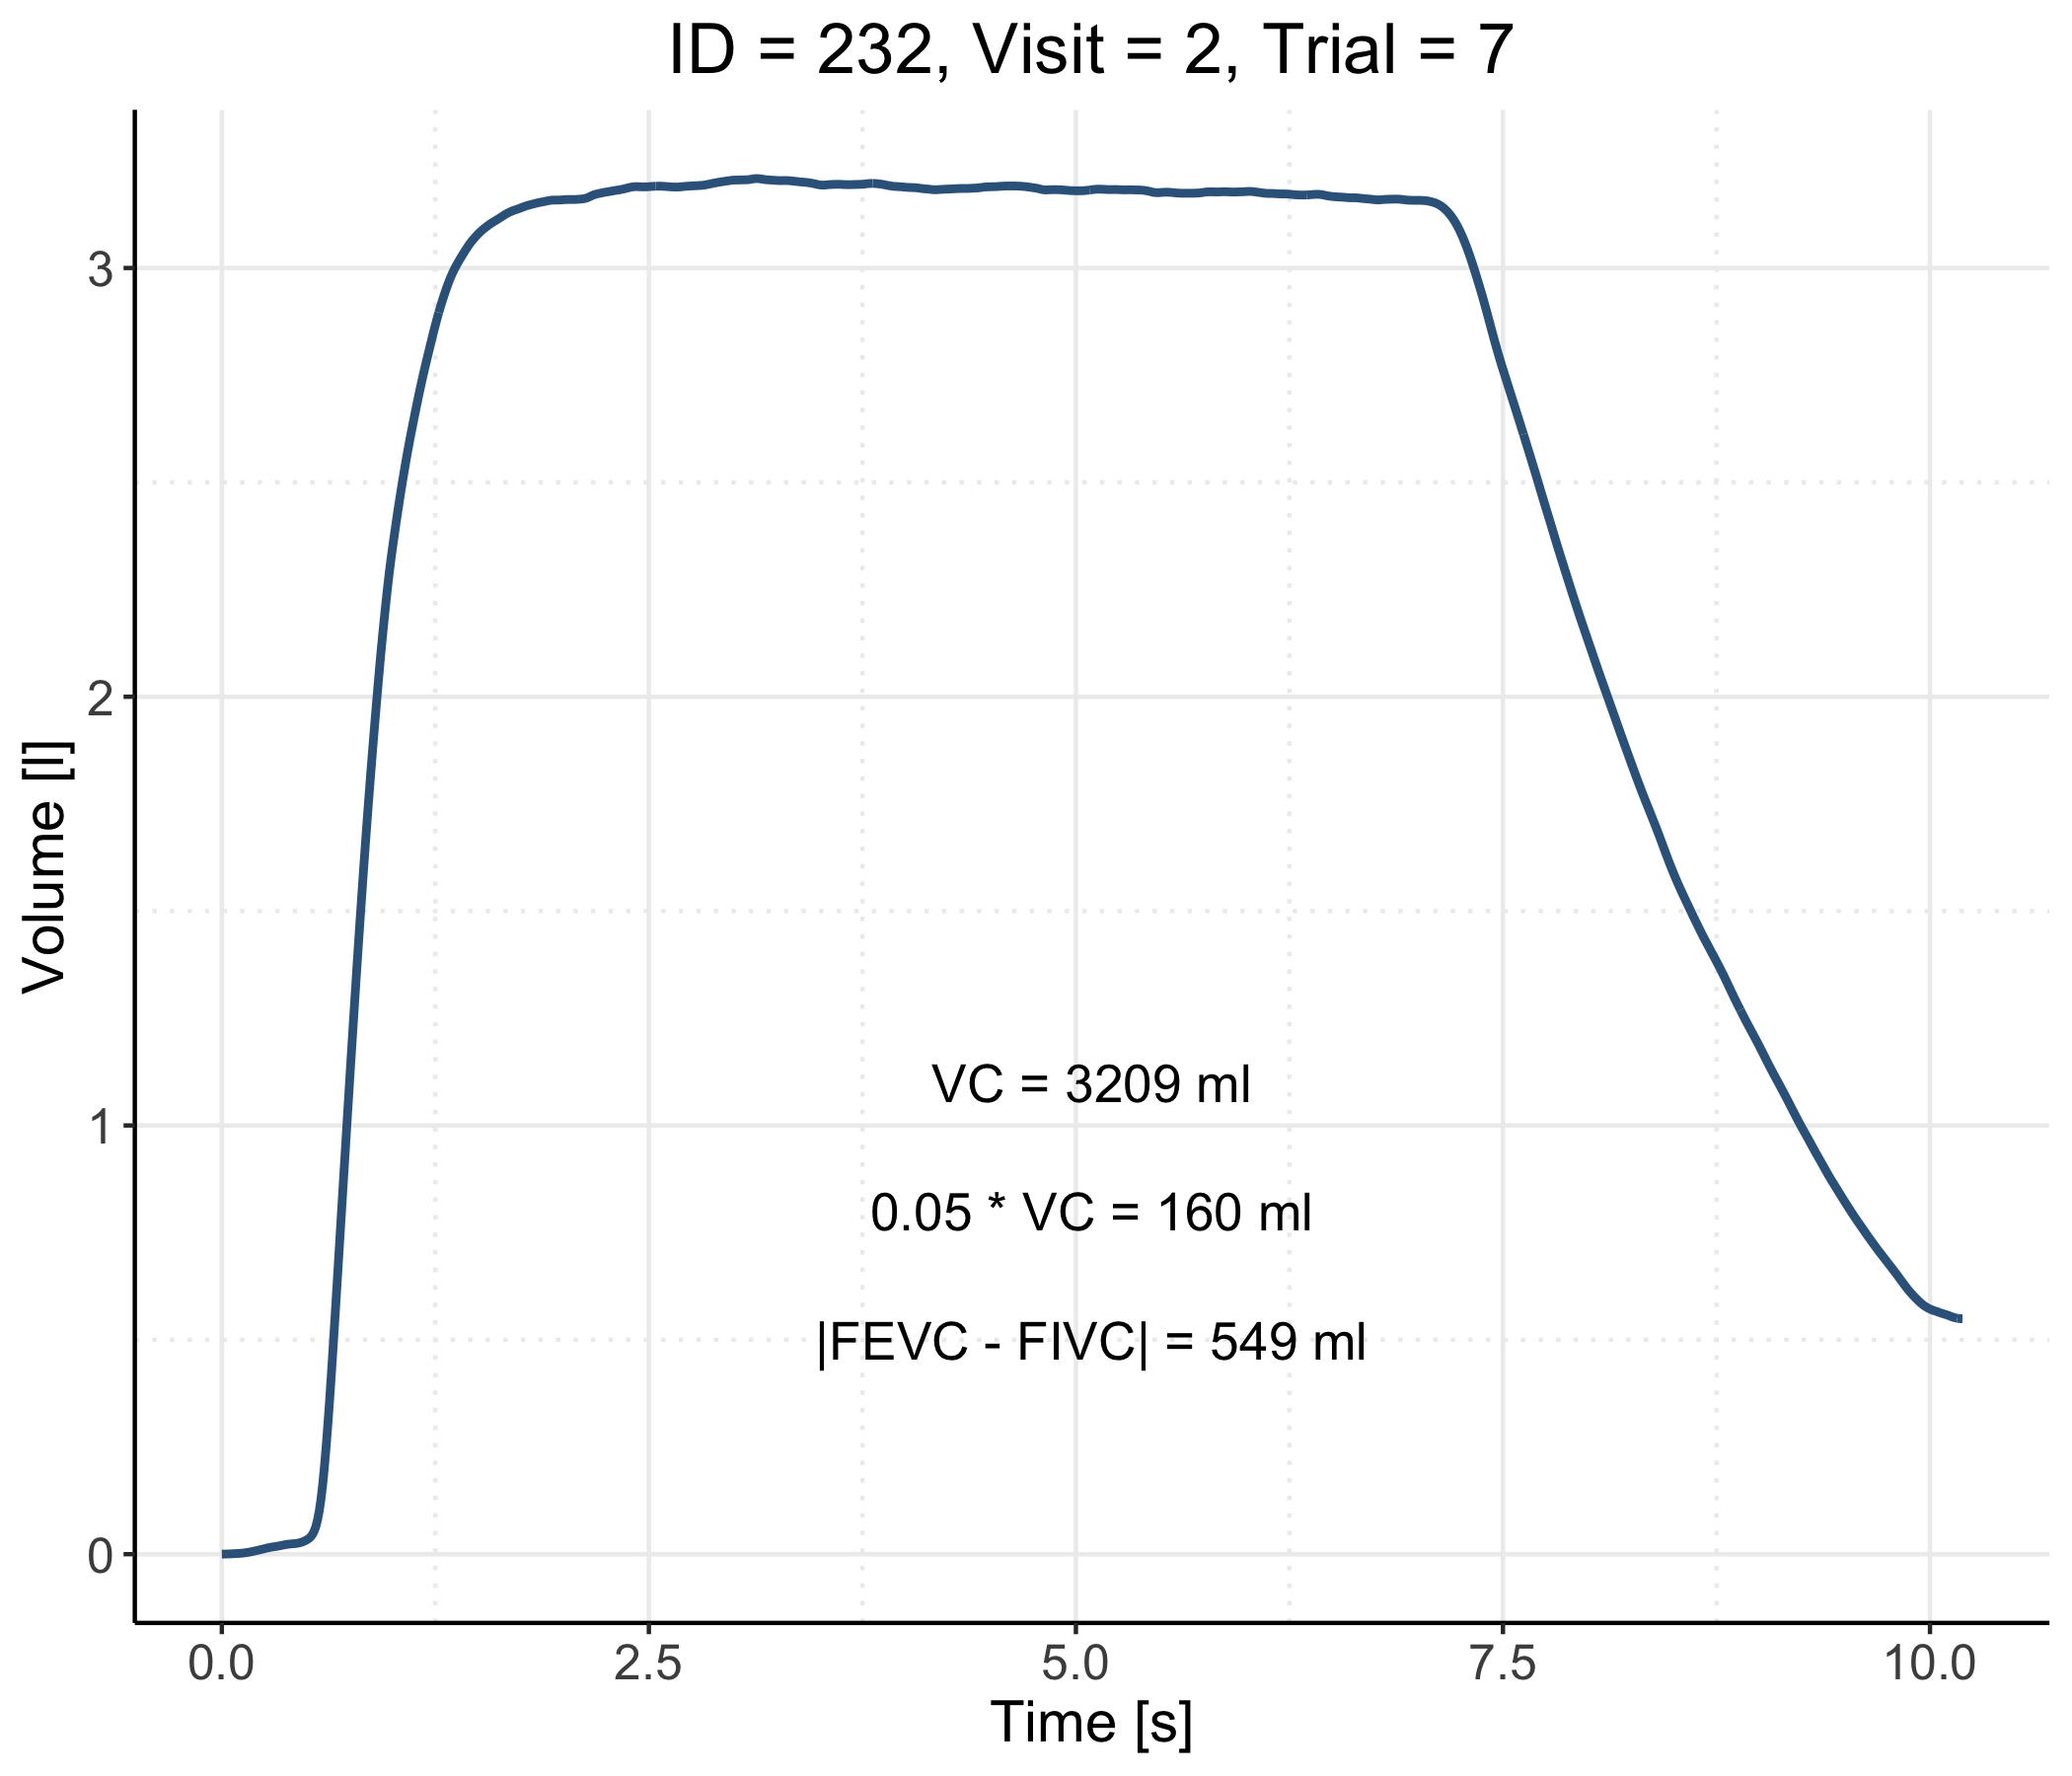 ID = 232, Visit = 2, Trial = 7
3
2
1
0
Volume [l]
VC = 3209 ml
0.05 * VC = 160 ml
|FEVC - FIVC| = 549 ml
0.0 2.5 5.0 7.5 10.0
Time [s]